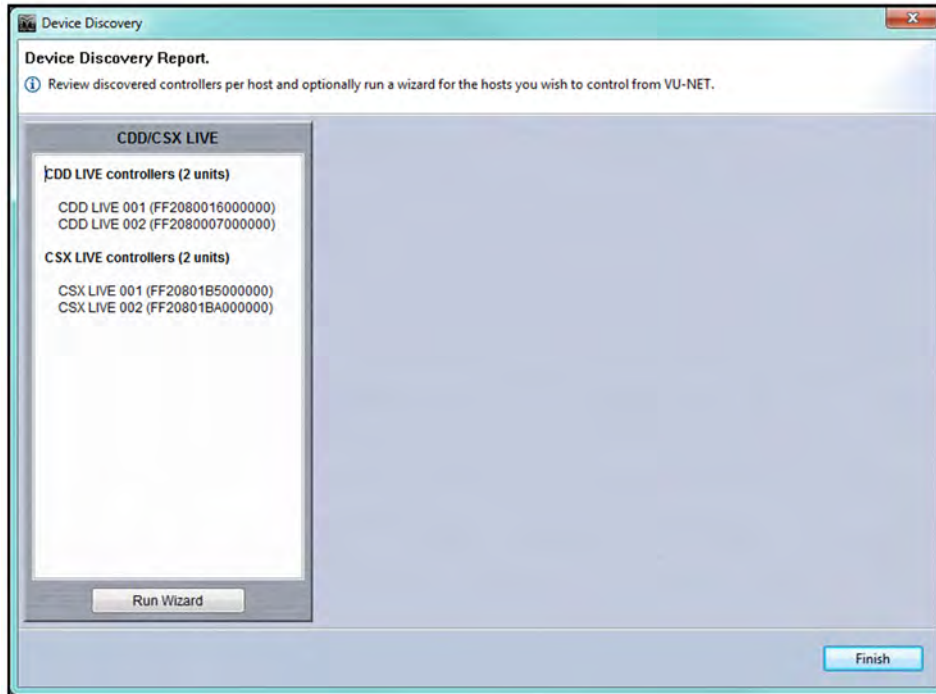 Device Discovery
Device Discovery Report.
Review discovered controllers per host and optionally run a wizard for the hosts you wish to control from VU-NET.
CDD/CSX LIVE
CDD LIVE controllers (2 units)
CDD LIVE 001 (FF2080016000000)
CDD LIVE 002 (FF2080007000000)
CSX LIVE controllers (2 units)
CSX LIVE 001 (FF20801B5000000)
CSX LIVE 002 (FF20801BA000000)
Run Wizard
Finish